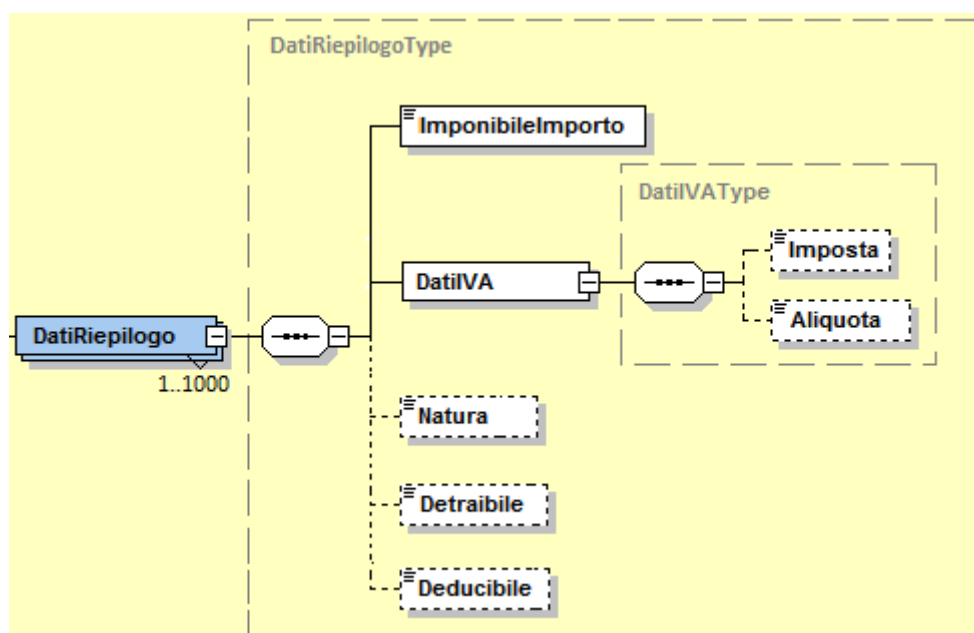 DatiRiepilogoType
ImponibileImporto
DatiIVAType
Imposta
DatiIVA
Aliquota
DatiRiepilogo
1..1000
Natura
Detraibile
Deducibile